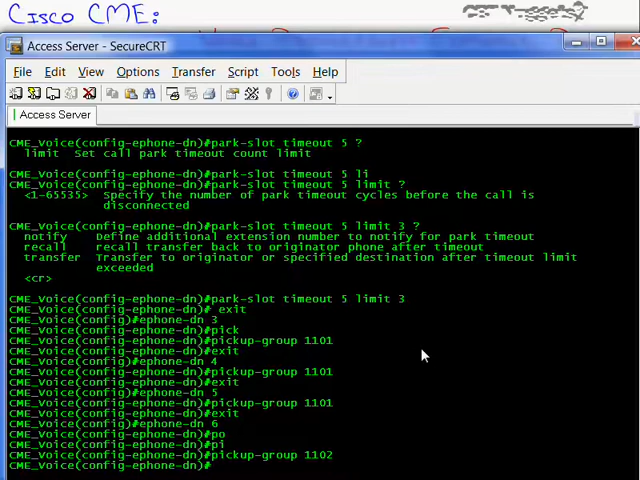 Cisco CME:
Access Server - SecureCRT
File Edit View Options Transfer Script Tools Help
Access Server
CME_Voice(config-ephone-dn)#park-slot timeout 5 ?
limit Set call park timeout count limit
CME_Voice(config-ephone-dn)#park-slot timeout 5 li
CME_Voice(config-ephone-dn)#park-slot timeout 5 limit ?
<1-65535> Specify the number of park timeout cycles before the call is
disconnected
CME_Voice(config-ephone-dn)#park-slot timeout 5 limit 3 ?
notify Define additional extension number to notify for park timeout
recall recall transfer back to originator phone after timeout
transfer Transfer to originator or specified destination after timeout limit
exceeded
<cr>
CME_Voice(config-ephone-dn)#park-slot timeout 5 limit 3
CME_Voice(config-ephone-dn)# exit
CME_Voice(config)#ephone-dn 3
CME_Voice(config-ephone-dn)#pick
CME_Voice(config-ephone-dn)#pickup-group 1101
CME_Voice(config-ephone-dn)#exit
CME_Voice(config)#ephone-dn 4
CME_Voice(config-ephone-dn)#pickup-group 1101
CME_Voice(config-ephone-dn)#exit
CME_Voice(config)#ephone-dn 5
CME_Voice(config-ephone-dn)#pickup-group 1101
CME_Voice(config-ephone-dn)#exit
CME_Voice(config)#ephone-dn 6
CME_Voice(config-ephone-dn)#po
CME_Voice(config-ephone-dn)#pi
CME_Voice(config-ephone-dn)#pickup-group 1102
CME_Voice(config-ephone-dn)#